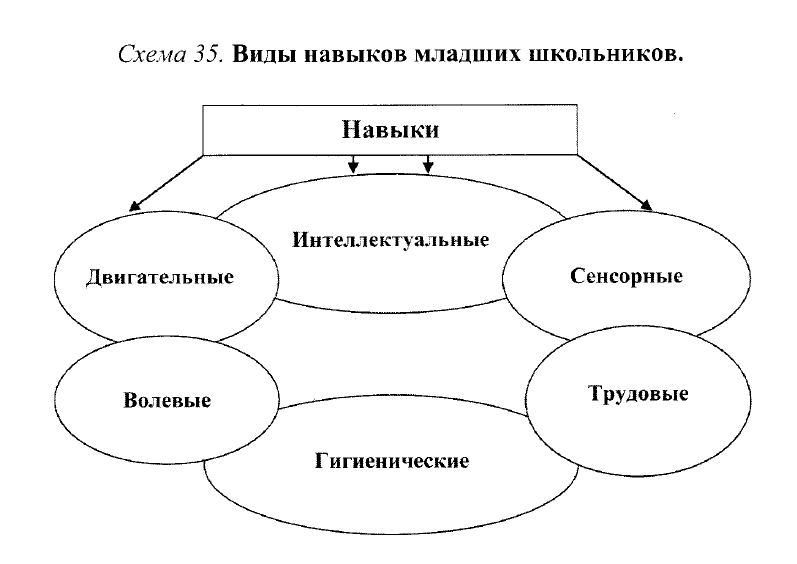 Схема 35. Виды навыков младших школьников.
Навыки
Интеллектуальные
Двигательные
Сенсорные
Волевые
Трудовые
Гигиенические